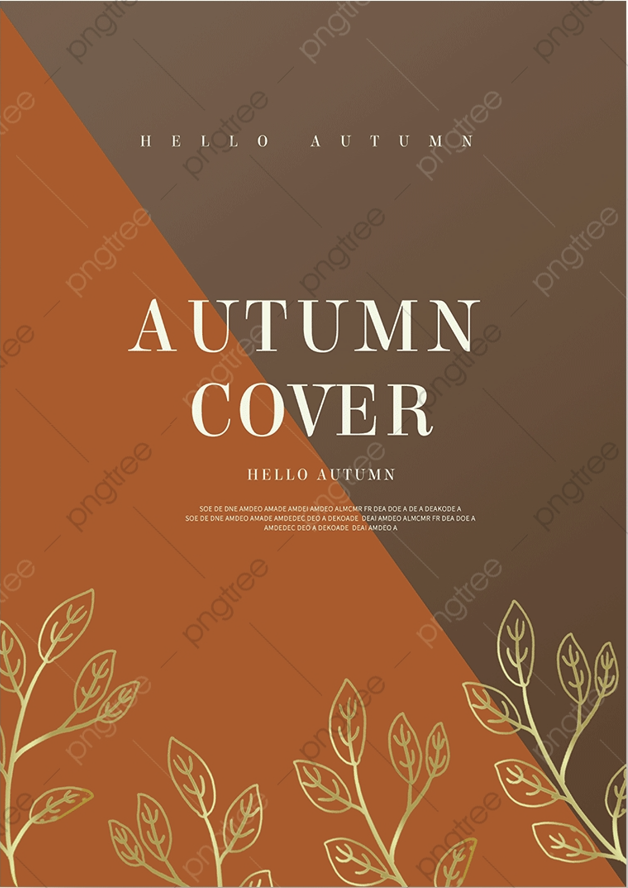 HELLO AUTUMN
AUTUMN
COVER
HELLO AUTUMN
SOE DE DNE AMDEO AMADE AMDEI AMDEO ALMCMR FR DEA DOE A DE A DEAKODE A
SOE DE DNE AMDEO AMADE AMDEDEC DEO A DEKOADE DEAI AMDEO ALMCMR FR DEA DOE A
AMDEDEC DEO A DEKOADE DEAI AMDEO A
pngtree